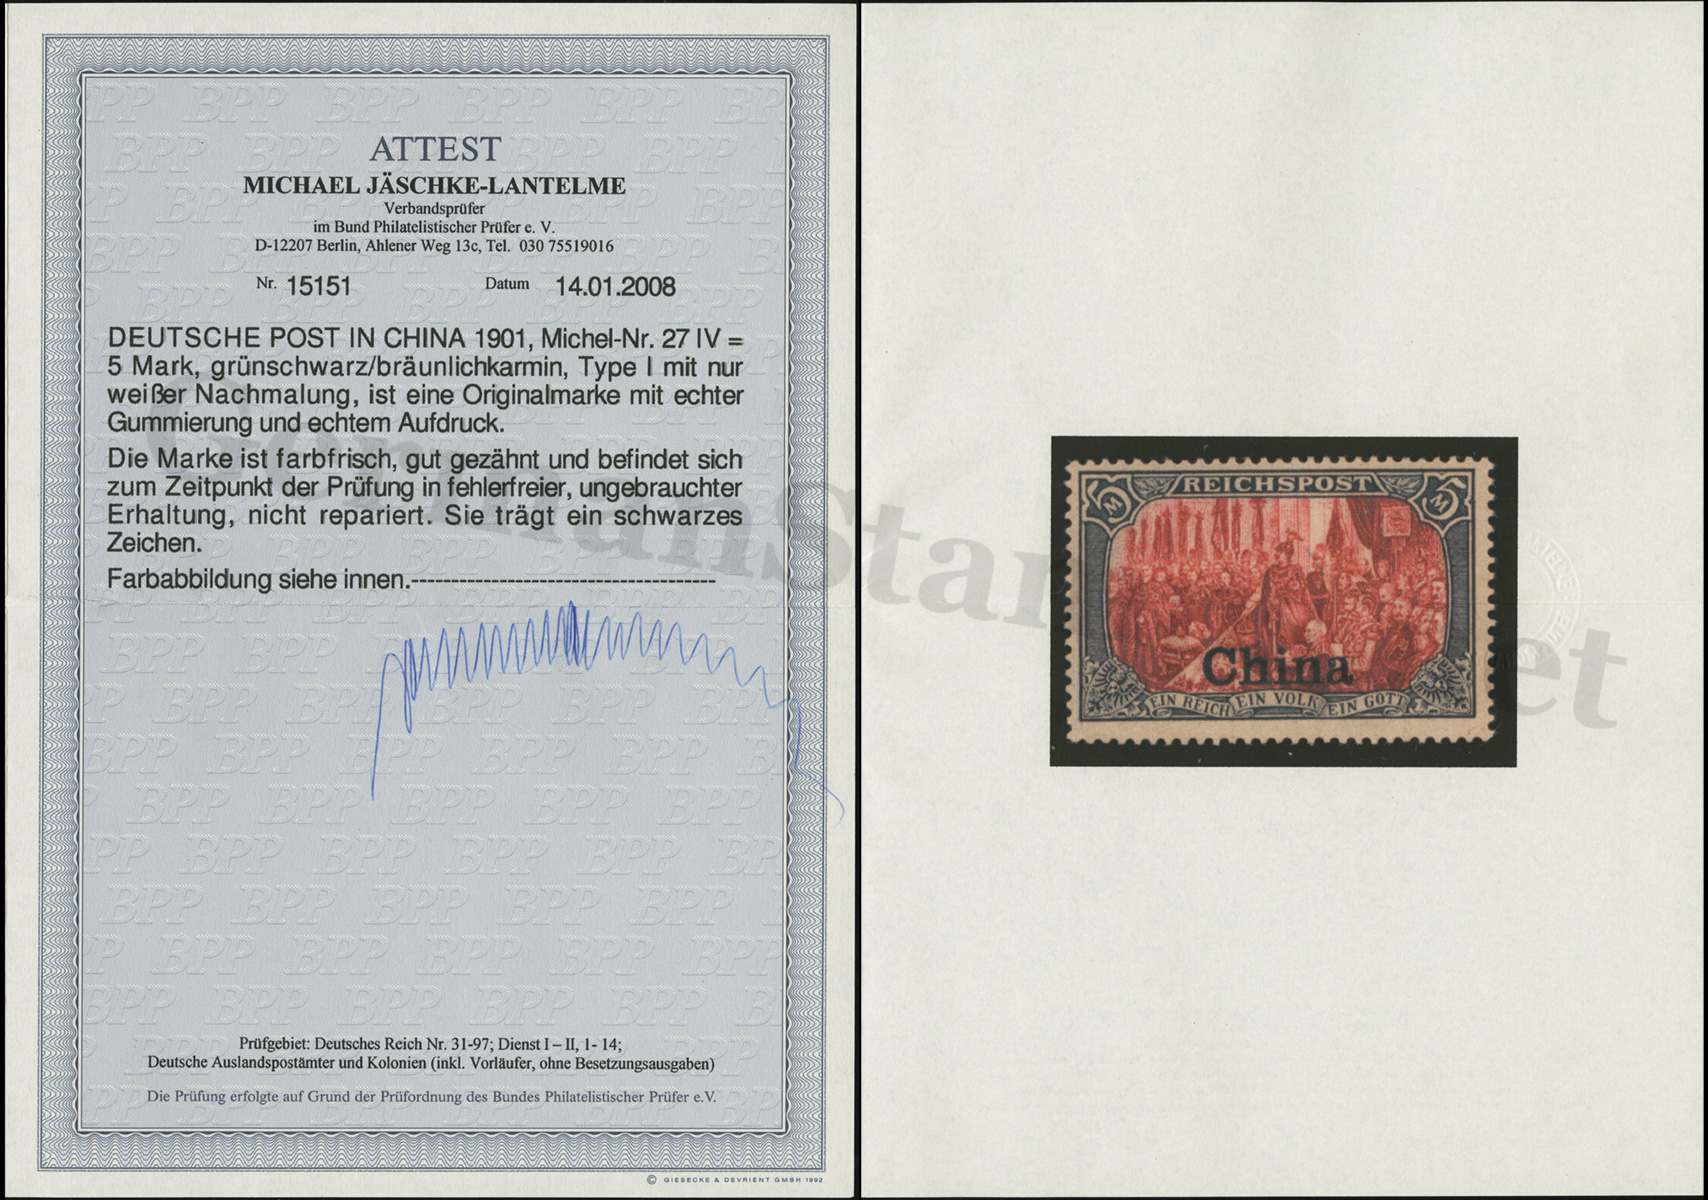 ATTEST
MICHAEL JÄSCHKE-LANTELME
Verbandsprüfer
im Bund Philatelistischer Prüfer e. V.
D-12207 Berlin, Ahlener Weg 13c, Tel. 030 75519016
Nr. 15151 Datum 14.01.2008
DEUTSCHE POST IN CHINA 1901, Michel-Nr. 27 IV =
5 Mark, grünschwarz/bräunlichkarmin, Type I mit nur
weißer Nachmalung, ist eine Originalmarke mit echter
Gummierung und echtem Aufdruck.
Die Marke ist farbfrisch, gut gezähnt und befindet sich
zum Zeitpunkt der Prüfung in fehlerfreier, ungebrauchter
Erhaltung, nicht repariert. Sie trägt ein schwarzes
Zeichen.
Farbabbildung siehe innen.--------------------------------------
Prüfgebiet: Deutsches Reich Nr. 31-97; Dienst I – II, 1- 14;
Deutsche Auslandspostämter und Kolonien (inkl. Vorläufer, ohne Besetzungsausgaben)
Die Prüfung erfolgte auf Grund der Prüfordnung des Bundes Philatelistischer Prüfer e.V.
© GIESECKE & DEVRIENT GMBH 1992
REICHSPOST
5 M
5 M
China
EIN REICH EIN VOLK EIN GOTT